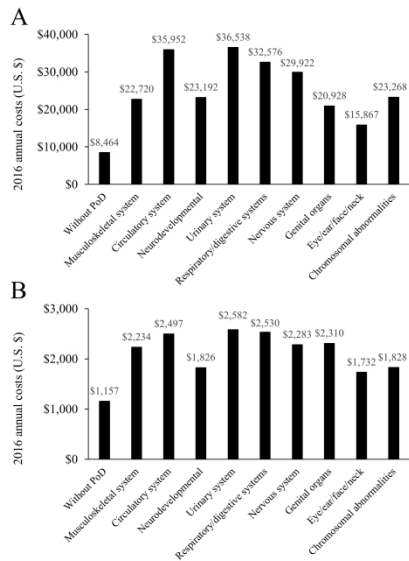 A
2016 annual costs (U.S. $)
$40,000
$30,000
$20,000
$10,000
$0
$8,464
$22,720
$35,952
$23,192
$36,538
$32,576
$29,922
$20,928
$15,867
$23,268
Without PoD
Musculoskeletal system
Circulatory system
Neurodevelopmental
Urinary system
Respiratory/digestive systems
Nervous system
Genital organs
Eye/ear/face/neck
Chromosomal abnormalities
B
2016 annual costs (U.S. $)
$3,000
$2,000
$1,000
$0
$1,157
$2,234
$2,497
$1,826
$2,582
$2,530
$2,283
$2,310
$1,732
$1,828
Without PoD
Musculoskeletal system
Circulatory system
Neurodevelopmental
Urinary system
Respiratory/digestive systems
Nervous system
Genital organs
Eye/ear/face/neck
Chromosomal abnormalities